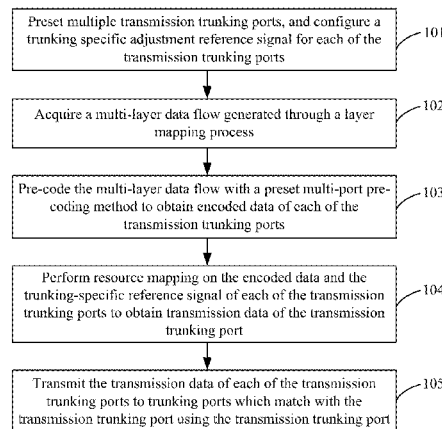 Preset multiple transmission trunking ports, and configure a
trunking specific adjustment reference signal for each of the
transmission trunking ports
101
Acquire a multi-layer data flow generated through a layer
mapping process
102
Pre-code the multi-layer data flow with a preset multi-port pre-
coding method to obtain encoded data of each of the
transmission trunking ports
103
Perform resource mapping on the encoded data and the
trunking-specific reference signal of each of the transmission
trunking ports to obtain transmission data of the transmission
trunking port
104
Transmit the transmission data of each of the transmission
trunking ports to trunking ports which match with the
transmission trunking port using the transmission trunking port
105